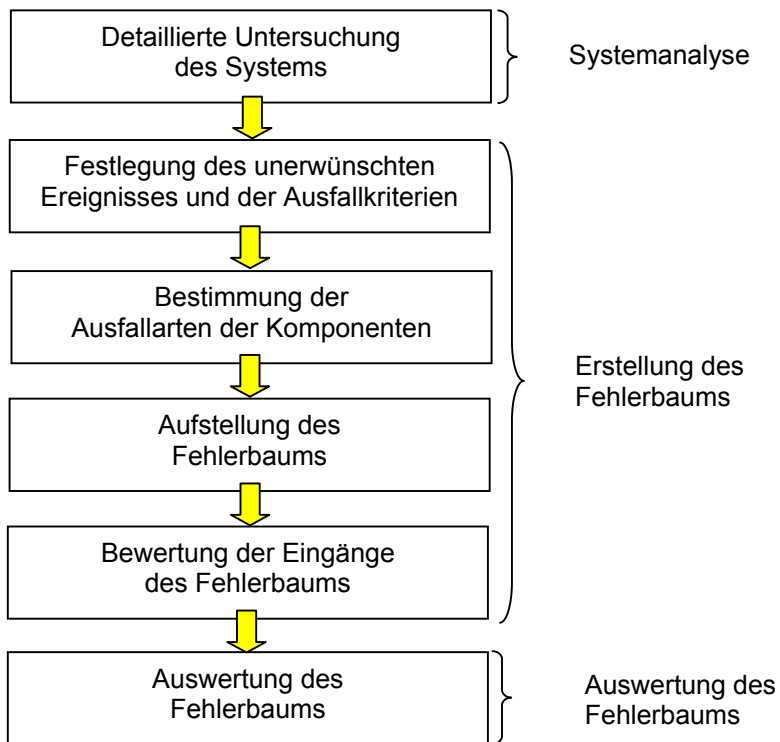 Detaillierte Untersuchung
des Systems
Systemanalyse
Festlegung des unerwünschten
Ereignisses und der Ausfallkriterien
Bestimmung der
Ausfallarten der Komponenten
Erstellung des
Fehlerbaums
Aufstellung des
Fehlerbaums
Bewertung der Eingänge
des Fehlerbaums
Auswertung des
Fehlerbaums
Auswertung des
Fehlerbaums